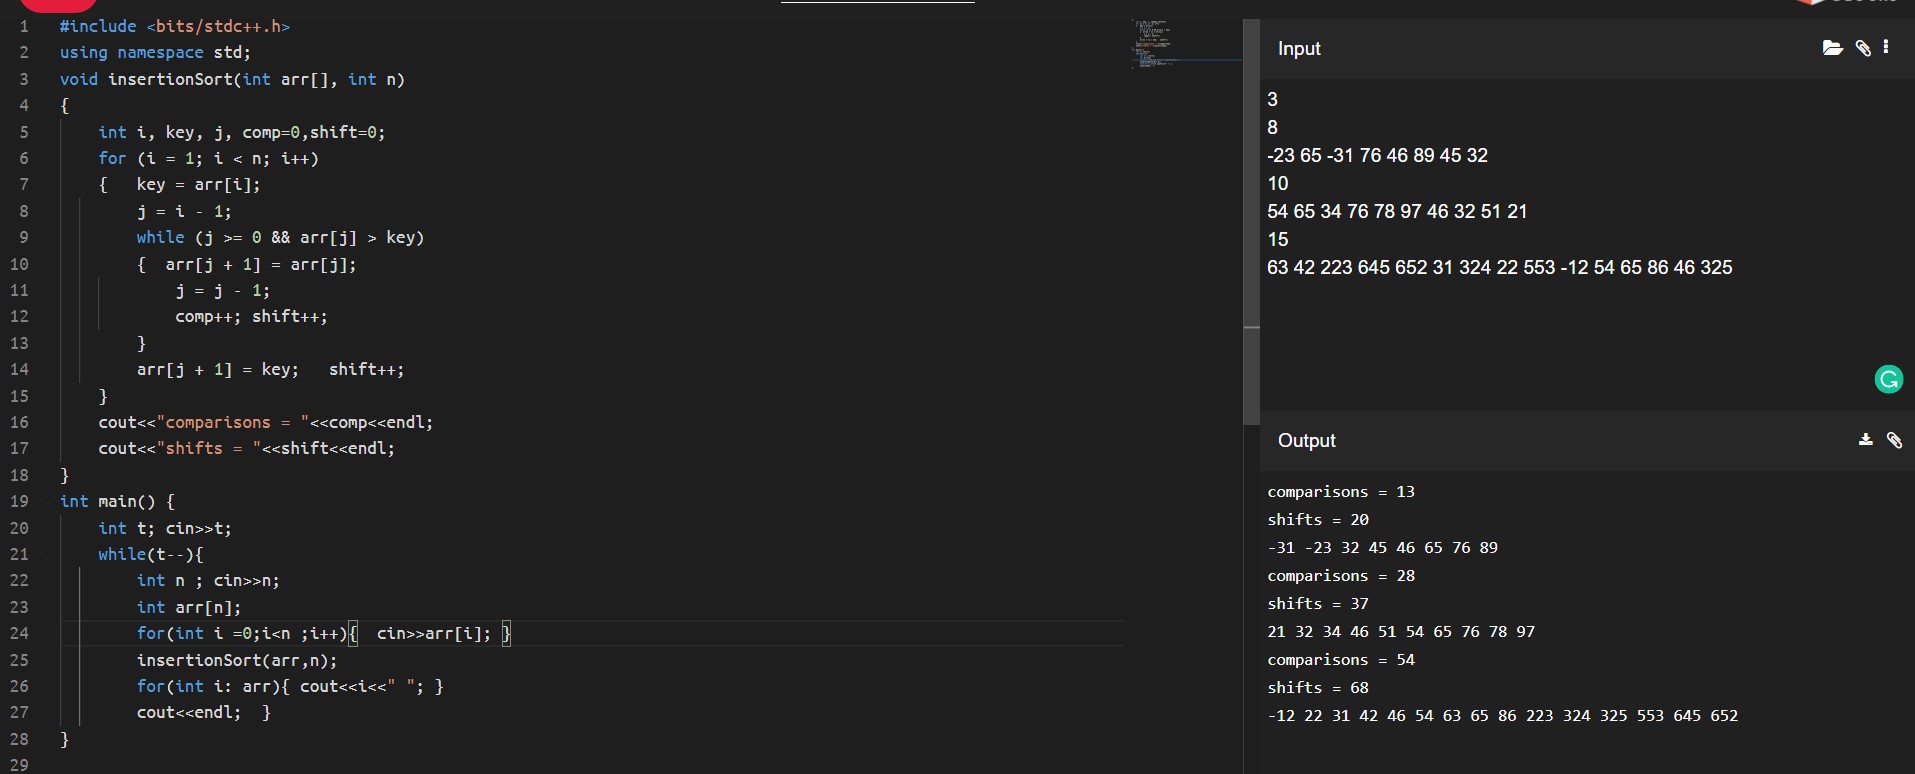 1 #include <bits/stdc++.h>
2 using namespace std;
3 void insertionSort(int arr[], int n)
4 {
5 int i, key, j, comp=0,shift=0;
6 for (i = 1; i < n; i++)
7 {   key = arr[i];
8 j = i - 1;
9 while (j >= 0 && arr[j] > key)
10 {  arr[j + 1] = arr[j];
11 j = j - 1;
12 comp++; shift++;
13 }
14 arr[j + 1] = key;   shift++;
15 }
16 cout<<"comparisons = "<<comp<<endl;
17 cout<<"shifts = "<<shift<<endl;
18 }
19 int main() {
20 int t; cin>>t;
21 while(t--){
22 int n ; cin>>n;
23 int arr[n];
24 for(int i =0;i<n ;i++){  cin>>arr[i]; }
25 insertionSort(arr,n);
26 for(int i: arr){ cout<<i<<" "; }
27 cout<<endl;  }
28 }
29
Input
3
8
-23 65 -31 76 46 89 45 32
10
54 65 34 76 78 97 46 32 51 21
15
63 42 223 645 652 31 324 22 553 -12 54 65 86 46 325
Output
comparisons = 13
shifts = 20
-31 -23 32 45 46 65 76 89
comparisons = 28
shifts = 37
21 32 34 46 51 54 65 76 78 97
comparisons = 54
shifts = 68
-12 22 31 42 46 54 63 65 86 223 324 325 553 645 652